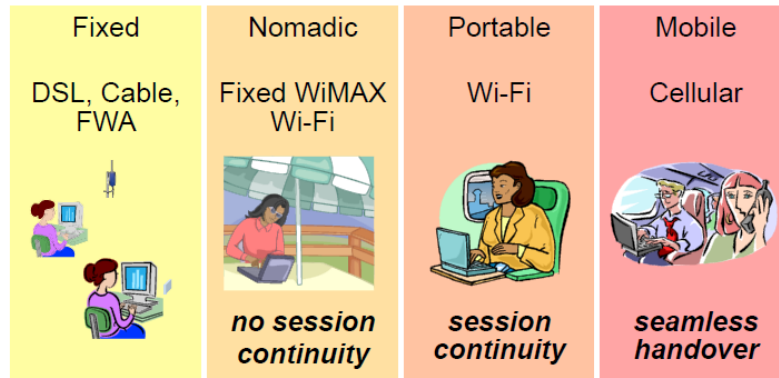 Fixed
DSL, Cable,
FWA
Nomadic
Fixed WiMAX
Wi-Fi
no session
continuity
Portable
Wi-Fi
session
continuity
Mobile
Cellular
seamless
handover